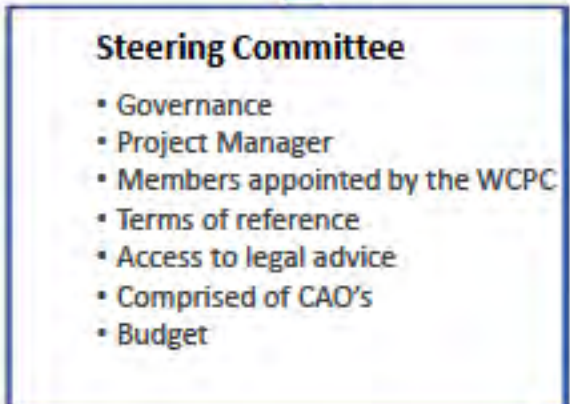 Steering Committee
• Governance
• Project Manager
• Members appointed by the WCPC
• Terms of reference
• Access to legal advice
• Comprised of CAO's
• Budget